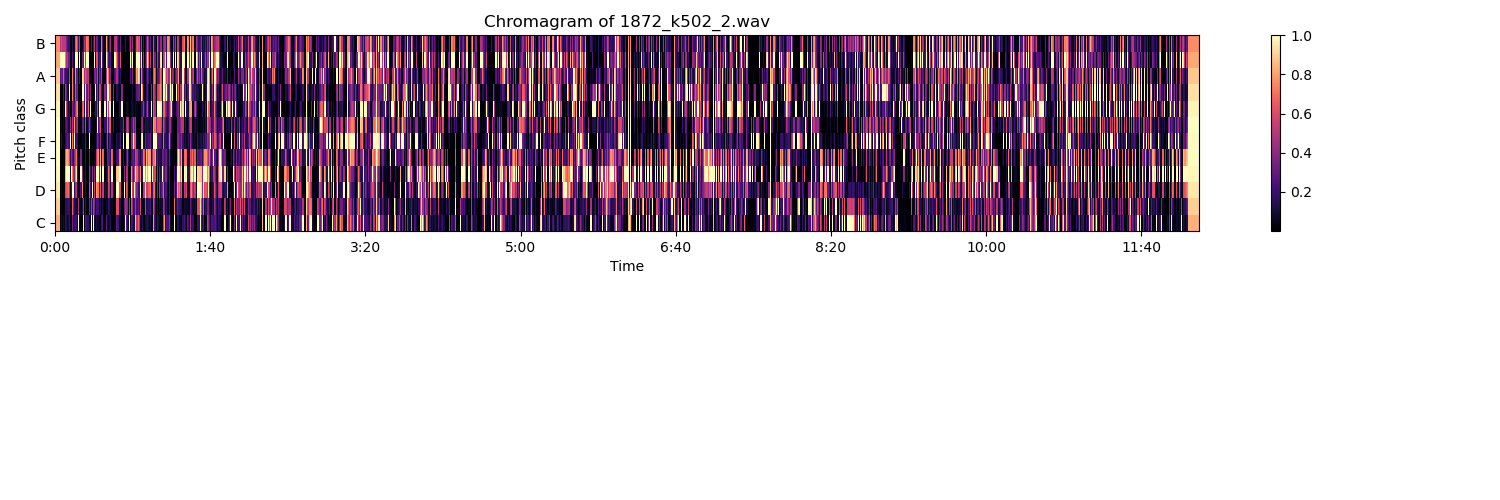 Chromagram of 1872_k502_2.wav
Pitch class
B
A
G
F
E
D
C
0:00 1:40 3:20 5:00 6:40 8:20 10:00 11:40
Time
1.0
0.8
0.6
0.4
0.2